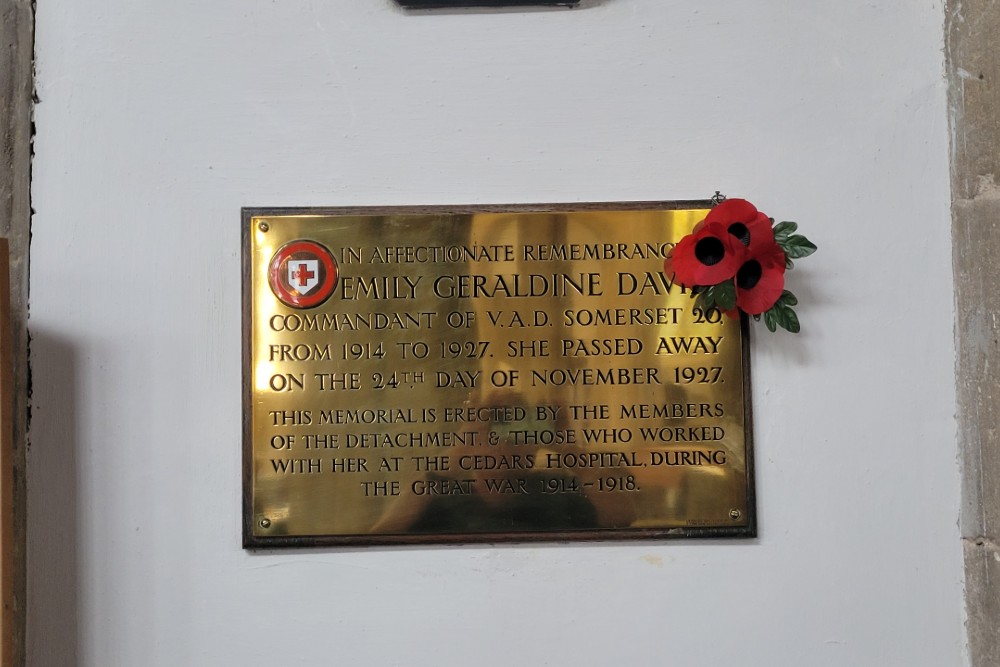 IN AFFECTIONATE REMEMBRANC
EMILY GERALDINE DAVI
COMMANDANT OF V.A.D. SOMERSET 20.
FROM 1914 TO 1927. SHE PASSED AWAY
ON THE 24TH DAY OF NOVEMBER 1927.
THIS MEMORIAL IS ERECTED BY THE MEMBERS
OF THE DETACHMENT, & THOSE WHO WORKED
WITH HER AT THE CEDARS HOSPITAL, DURING
THE GREAT WAR 1914-1918.